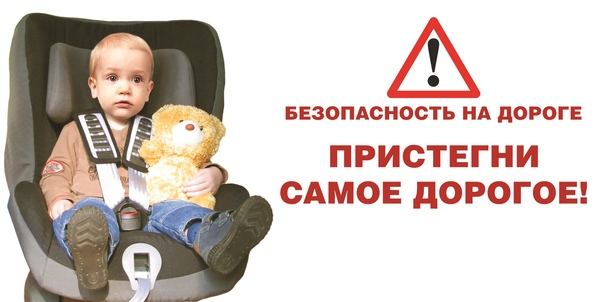 !
БЕЗОПАСНОСТЬ НА ДОРОГЕ
ПРИСТЕГНИ
САМОЕ ДОРОГОЕ!